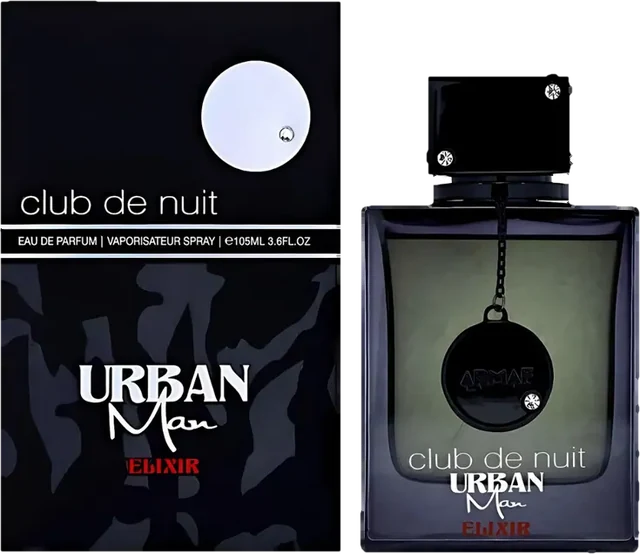 club de nuit
EAU DE PARFUM | VAPORISATEUR SPRAY | ℮105ML 3.6FL.OZ
URBAN
Man
ELIXIR
ARMAF
club de nuit
URBAN
Man
ELIXIR